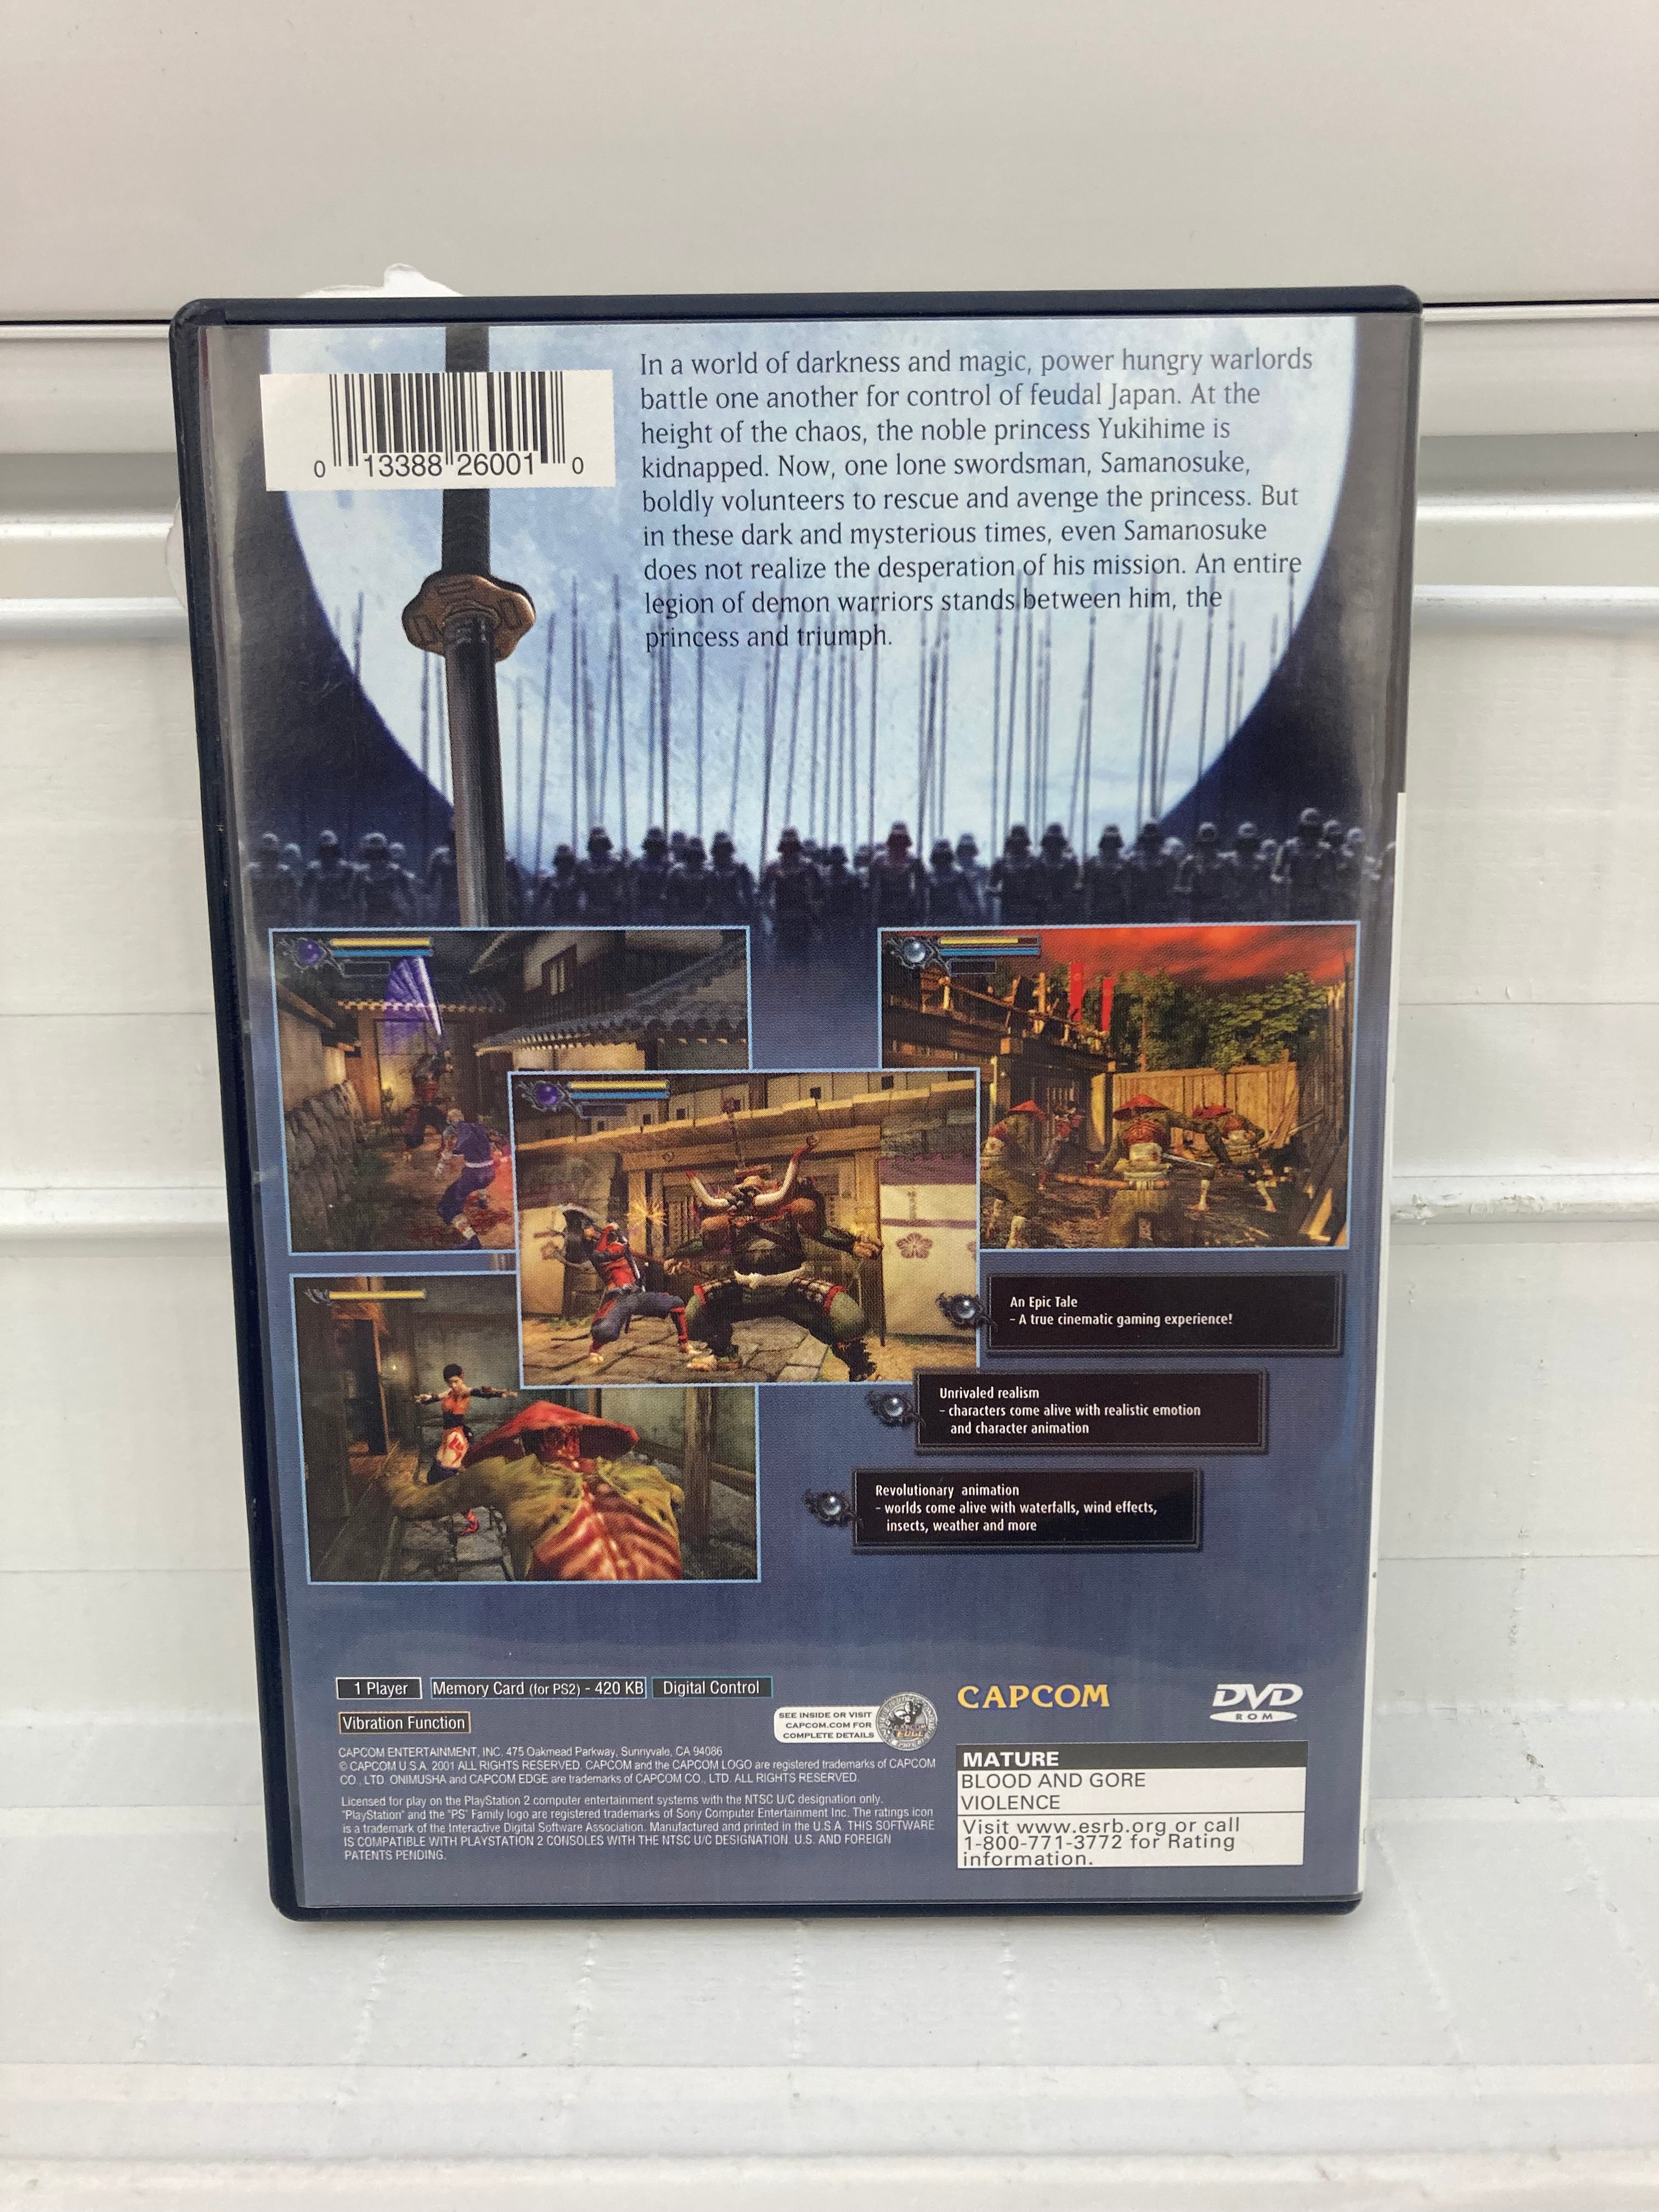 In a world of darkness and magic, power hungry warlords
battle one another for control of feudal Japan. At the
height of the chaos, the noble princess Yukihime is
kidnapped. Now, one lone swordsman, Samanosuke,
boldly volunteers to rescue and avenge the princess. But
in these dark and mysterious times, even Samanosuke
does not realize the desperation of his mission. An entire
legion of demon warriors stands between him, the
princess and triumph.
0 13388 26001 0
An Epic Tale
- A true cinematic gaming experience!
Unrivaled realism
- characters come alive with realistic emotion
and character animation
Revolutionary animation
- worlds come alive with waterfalls, wind effects,
insects, weather and more
1 Player
Memory Card (for PS2) - 420 KB
Digital Control
Vibration Function
SEE INSIDE OR VISIT
CAPCOM.COM FOR
COMPLETE DETAILS
CAPCOM EDGE
CAPCOM
DVD
ROM
CAPCOM ENTERTAINMENT, INC. 475 Oakmead Parkway, Sunnyvale, CA 94086
© CAPCOM U.S.A. 2001 ALL RIGHTS RESERVED. CAPCOM and the CAPCOM LOGO are registered trademarks of CAPCOM
CO., LTD. ONIMUSHA and CAPCOM EDGE are trademarks of CAPCOM CO., LTD. ALL RIGHTS RESERVED.
Licensed for play on the PlayStation 2 computer entertainment systems with the NTSC U/C designation only.
"PlayStation" and the "PS" Family logo are registered trademarks of Sony Computer Entertainment Inc. The ratings icon
is a trademark of the Interactive Digital Software Association. Manufactured and printed in the U.S.A. THIS SOFTWARE
IS COMPATIBLE WITH PLAYSTATION 2 CONSOLES WITH THE NTSC U/C DESIGNATION. U.S. AND FOREIGN
PATENTS PENDING.
MATURE
BLOOD AND GORE
VIOLENCE
Visit www.esrb.org or call
1-800-771-3772 for Rating
information.